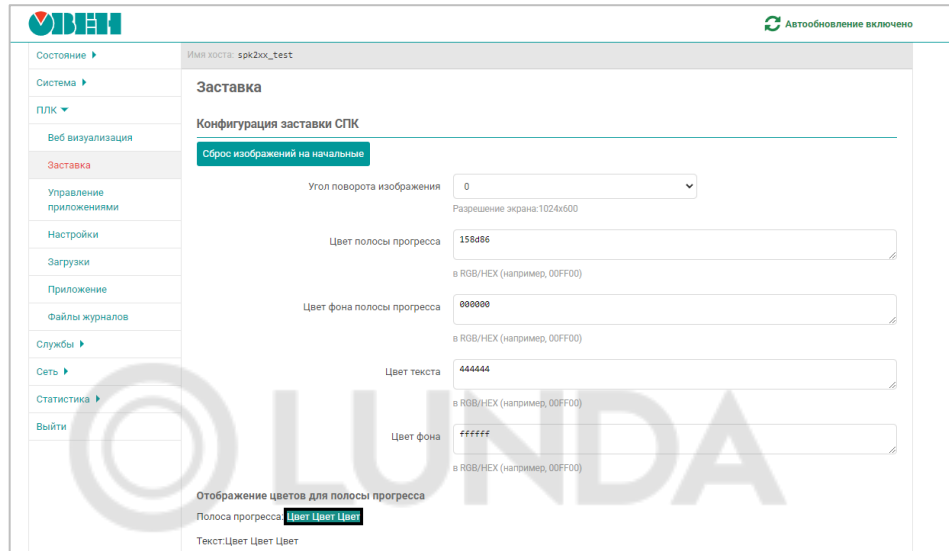 ОВЕН
Автообновление включено
Состояние
Имя хоста: spk2xx_test
Система
ПЛК
Веб визуализация
Заставка
Управление
приложениями
Настройки
Загрузки
Приложение
Файлы журналов
Службы
Сеть
Статистика
Выйти
Заставка
Конфигурация заставки СПК
Сброс изображений на начальные
Угол поворота изображения 0
Разрешение экрана:1024x600
Цвет полосы прогресса 158d86
в RGB/HEX (например, 00FF00)
Цвет фона полосы прогресса 000000
в RGB/HEX (например, 00FF00)
Цвет текста 444444
в RGB/HEX (например, 00FF00)
Цвет фона ffffff
в RGB/HEX (например, 00FF00)
Отображение цветов для полосы прогресса
Полоса прогресса: Цвет Цвет Цвет
Текст:Цвет Цвет Цвет
LUNDA